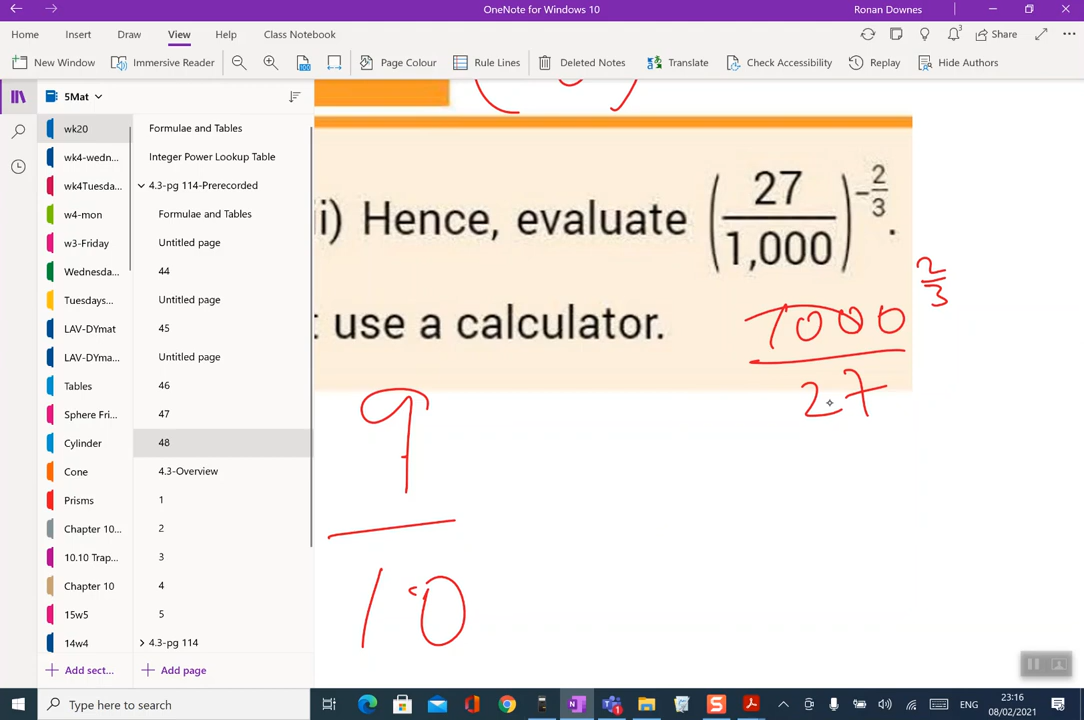 OneNote for Windows 10
Ronan Downes
Home Insert Draw View Help Class Notebook
Share
New Window Immersive Reader Page Colour Rule Lines Deleted Notes Translate Check Accessibility Replay Hide Authors
5Mat
wk20
wk4-wedn...
wk4Tuesda...
w4-mon
w3-Friday
Wednesda...
Tuesdays...
LAV-DYmat
LAV-DYma...
Tables
Sphere Fri...
Cylinder
Cone
Prisms
Chapter 10...
10.10 Trap...
Chapter 10
15w5
14w4
Add sect...
Formulae and Tables
Integer Power Lookup Table
4.3-pg 114-Prerecorded
Formulae and Tables
Untitled page
44
Untitled page
45
Untitled page
46
47
48
4.3-Overview
1
2
3
4
5
4.3-pg 114
Add page
ii) Hence, evaluate (27/1,000)^-2/3.
t use a calculator.
2/3
1000
27
9
10
Type here to search
ENG
23:16
08/02/2021